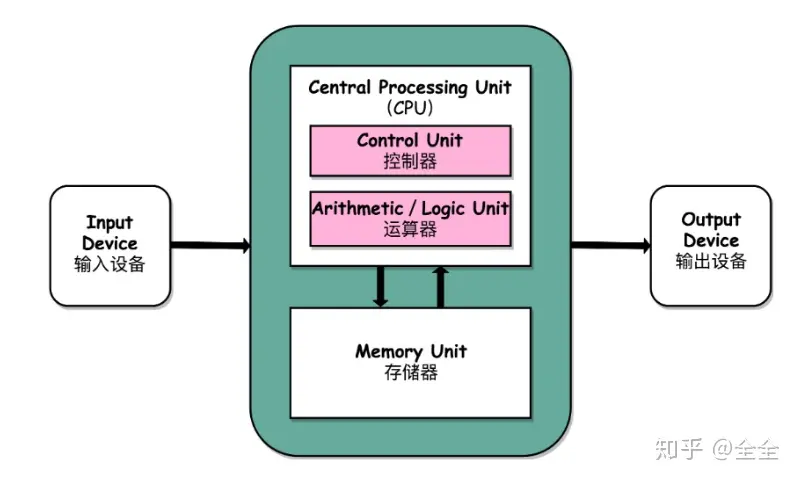 Central Processing Unit
(CPU)
Control Unit
控制器
Arithmetic / Logic Unit
运算器
Input
Device
输入设备
Output
Device
输出设备
Memory Unit
存储器
知乎 @全全